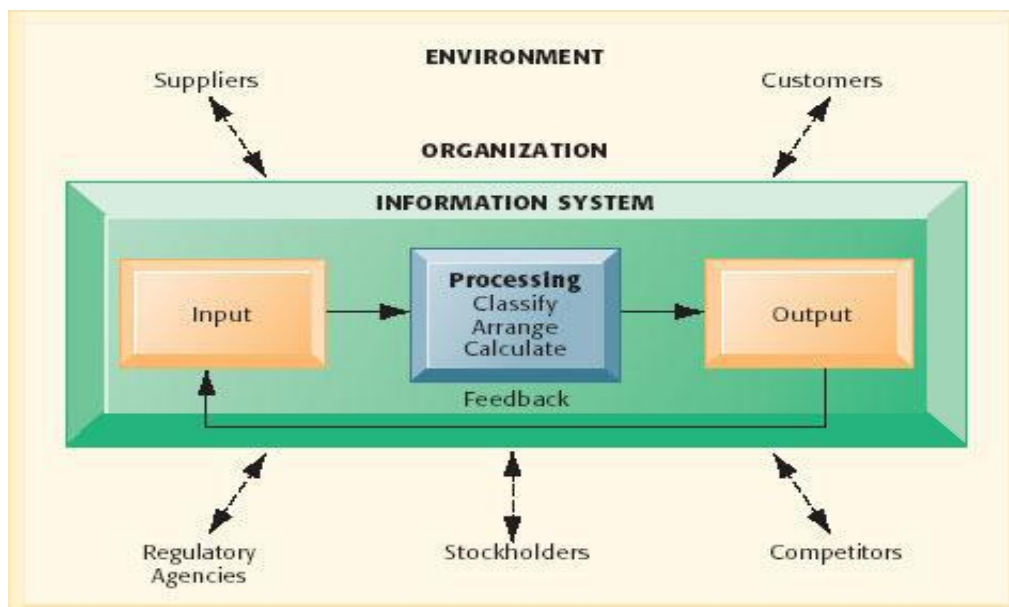 ENVIRONMENT
Suppliers
Customers
ORGANIZATION
INFORMATION SYSTEM
Input
Processing
Classify
Arrange
Calculate
Output
Feedback
Regulatory
Agencies
Stockholders
Competitors